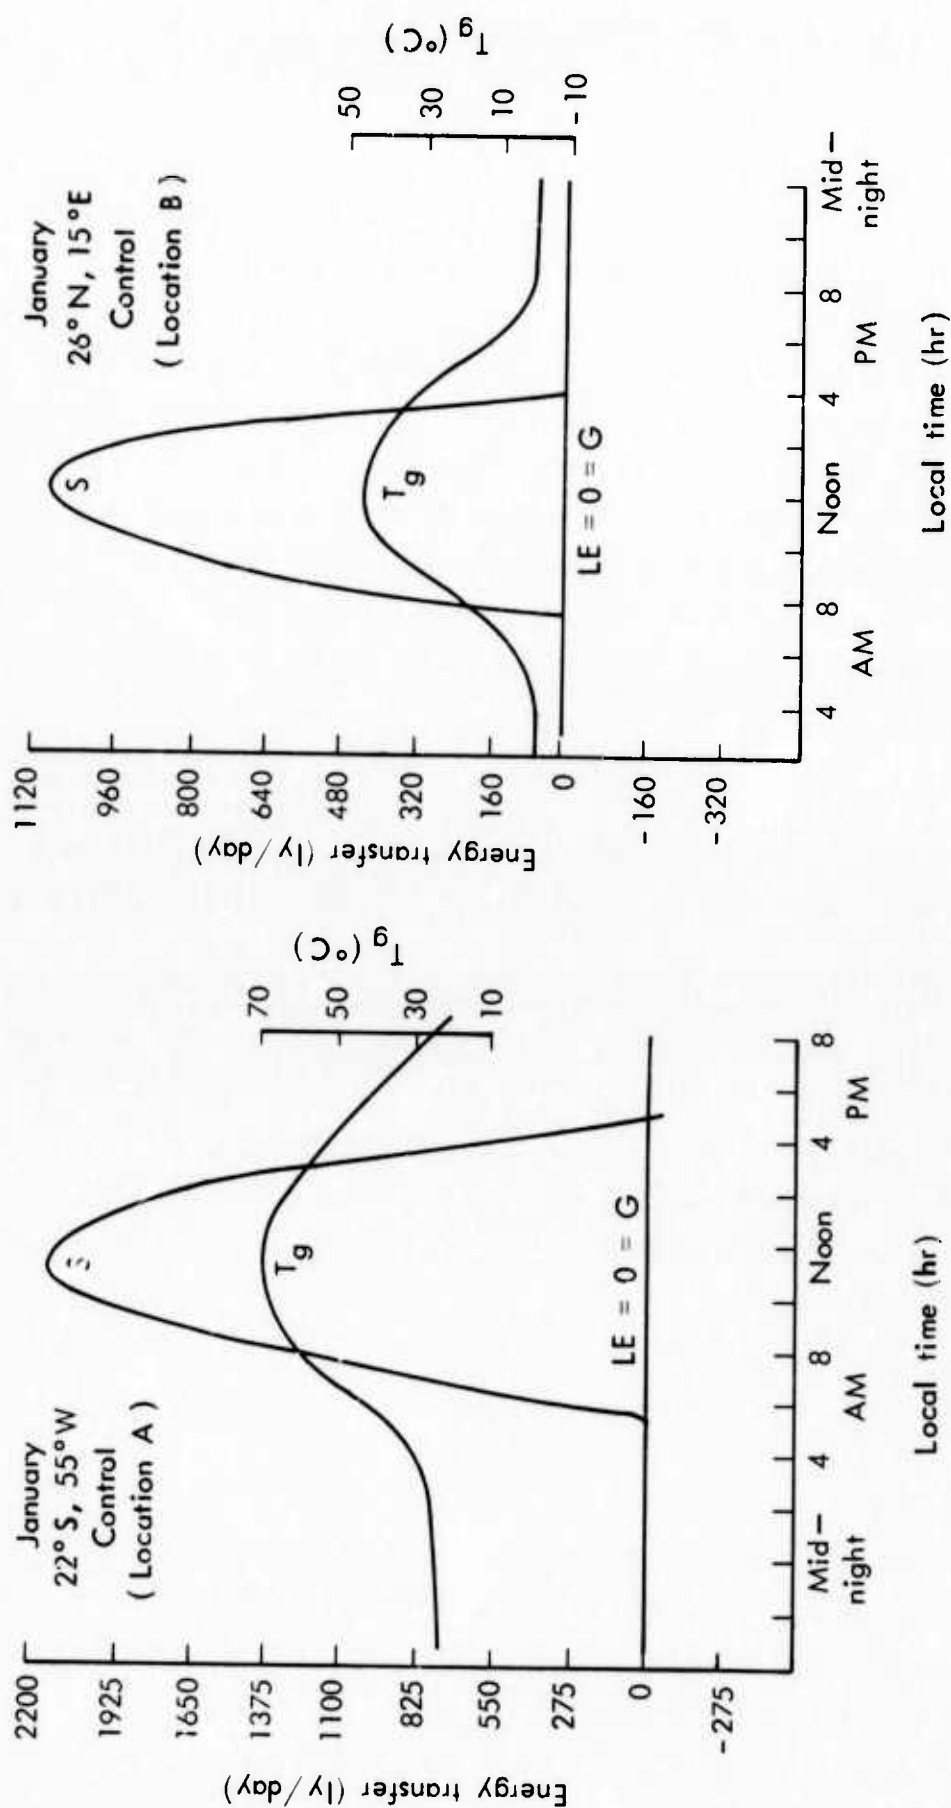 January
22°S, 55°W
Control
(Location A)
Energy transfer (ly/day)
2200
1925
1650
1375
1100
825
550
275
0
-275
S
Tg
LE = 0 = G
Tg (°C)
70
50
30
10
Mid-
night
4
8
Noon
4
8
AM
PM
Local time (hr)
January
26°N, 15°E
Control
(Location B)
Energy transfer (ly/day)
1120
960
800
640
480
320
160
0
-160
-320
S
Tg
LE = 0 = G
Tg (°C)
50
30
10
-10
4
8
Noon
4
8
Mid-
night
AM
PM
Local time (hr)